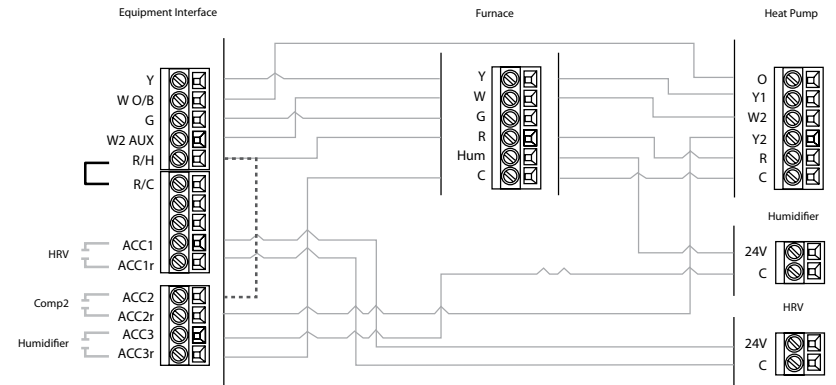 Equipment Interface
Furnace
Heat Pump
Y
W O/B
G
W2 AUX
R/H
R/C
HRV
ACC1
ACC1r
Comp2
ACC2
ACC2r
Humidifier
ACC3
ACC3r
Y
W
G
R
Hum
C
O
Y1
W2
Y2
R
C
Humidifier
24V
C
HRV
24V
C